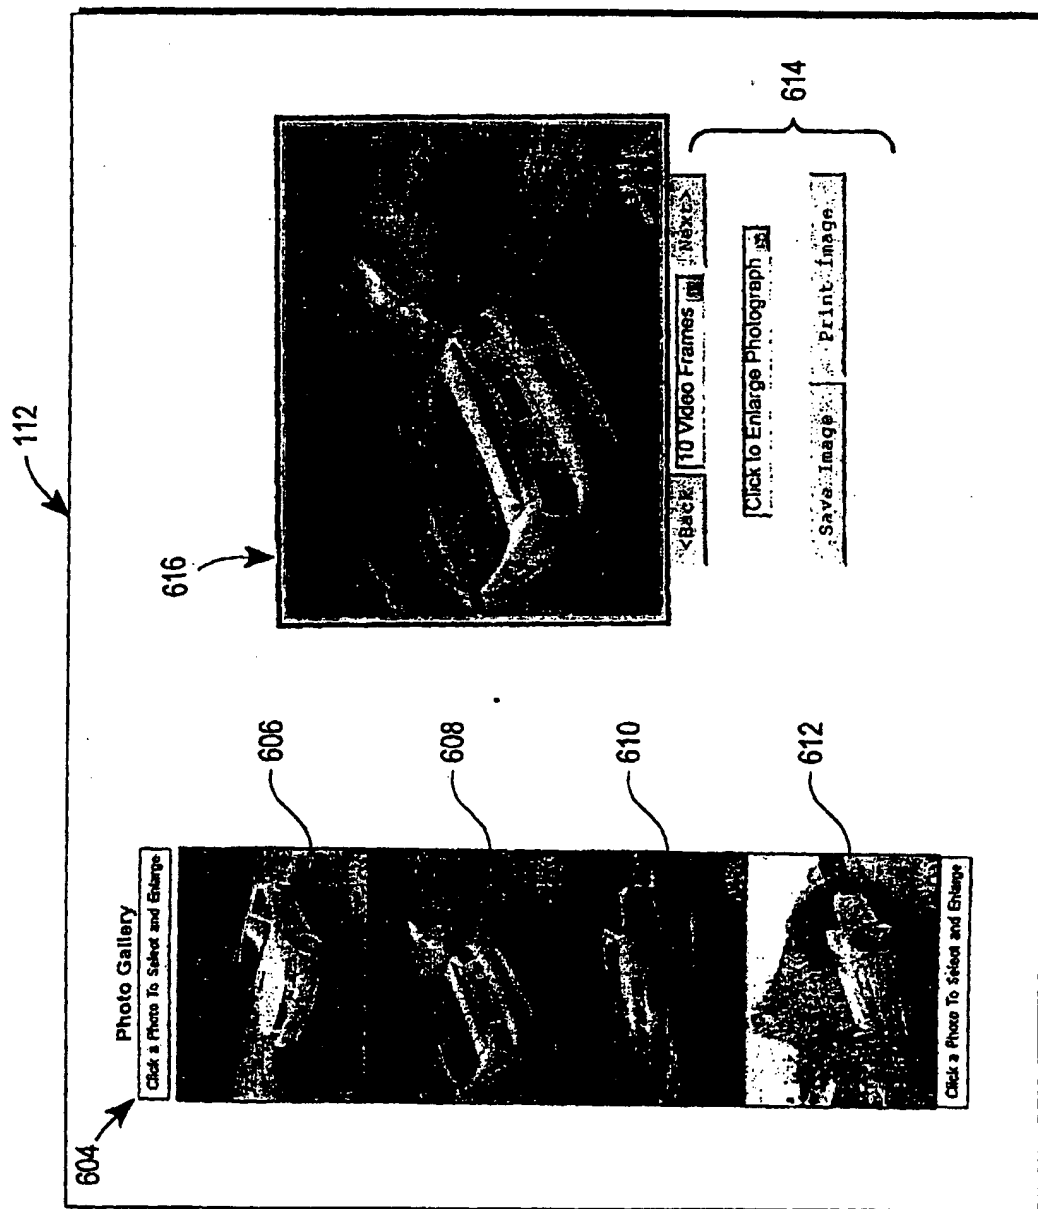 112
604
Photo Gallery
Click a Photo To Select and Enlarge
606
608
610
612
Click a Photo To Select and Enlarge
616
<Back
10 Video Frames
Next>
Click to Enlarge Photograph
Save Image
Print Image
614